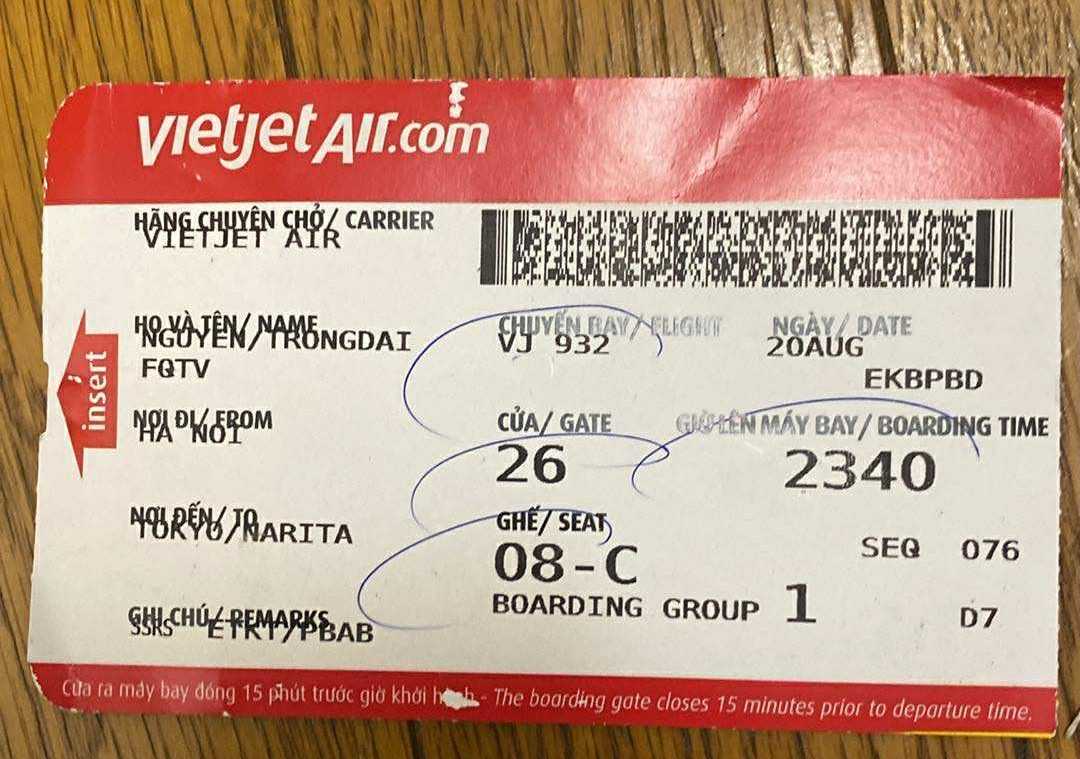 vietjet Air.com
HÃNG CHUYÊN CHỞ/ CARRIER
VIETJET AIR
HỌ VÀ TÊN/ NAME
NGUYEN/TRONGDAI
FQTV
CHUYẾN BAY/ FLIGHT
VJ 932
NGÀY/ DATE
20AUG
EKBPBD
NƠI ĐI/ FROM
HA NOI
CỬA/ GATE
26
GIỜ LÊN MÁY BAY/ BOARDING TIME
2340
NƠI ĐẾN/ TO
TOKYO/NARITA
GHẾ/ SEAT
08-C
SEQ 076
BOARDING GROUP 1
D7
GHI CHÚ/ REMARKS
SSRS ETKT/PBAB
insert
Cửa ra máy bay đóng 15 phút trước giờ khởi hành - The boarding gate closes 15 minutes prior to departure time.